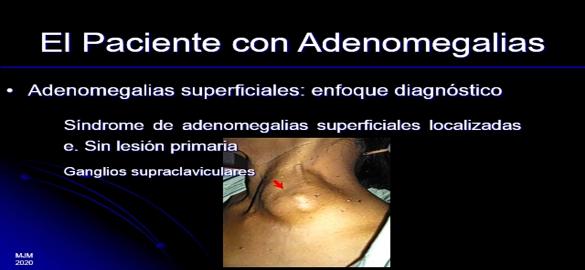 El Paciente con Adenomegalias
• Adenomegalias superficiales: enfoque diagnóstico
Síndrome de adenomegalias superficiales localizadas
e. Sin lesión primaria
Ganglios supraclaviculares
MJM
2020